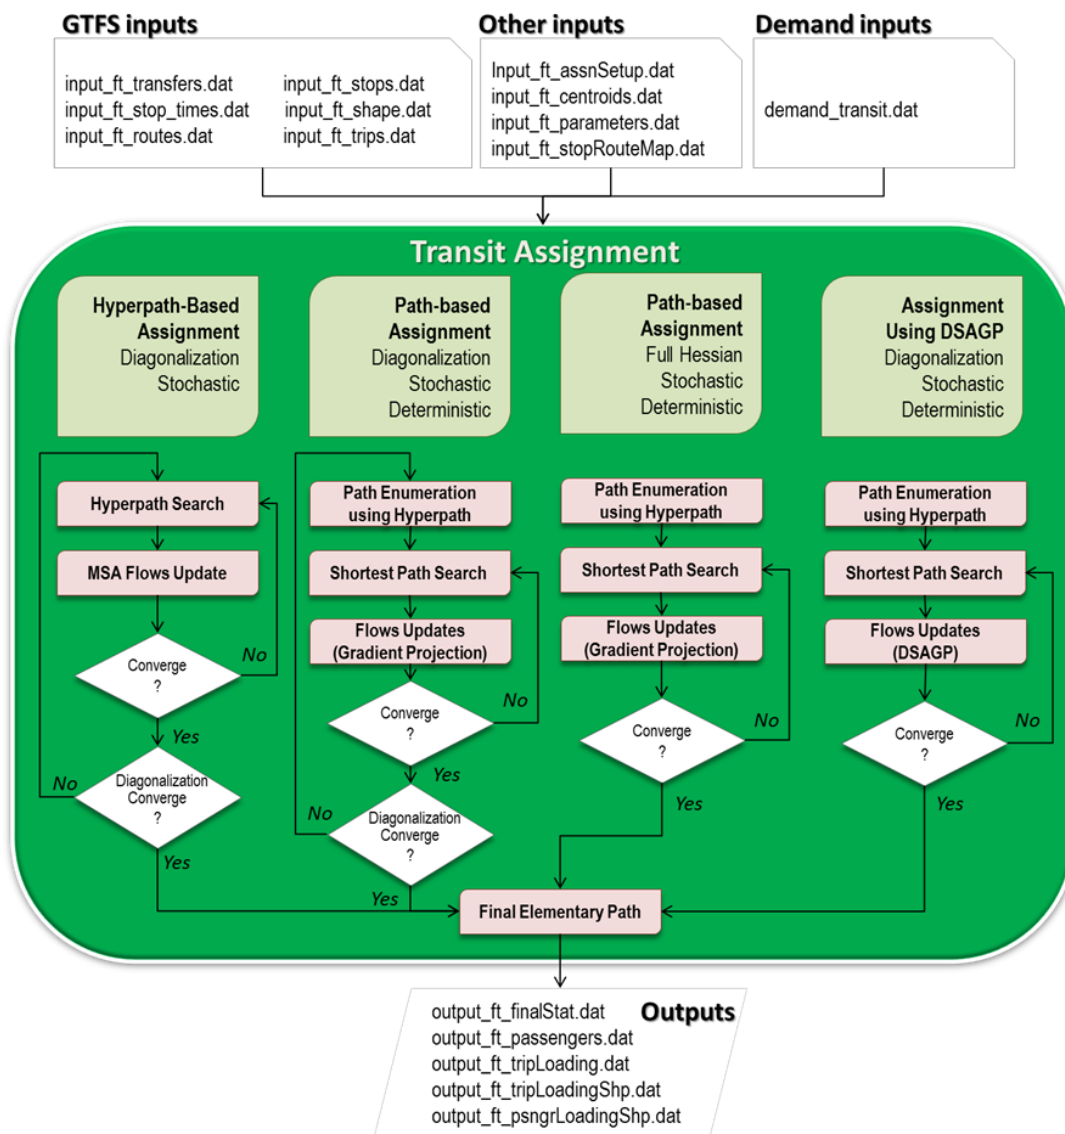 GTFS inputs
input_ft_transfers.dat
input_ft_stop_times.dat
input_ft_routes.dat
input_ft_stops.dat
input_ft_shape.dat
input_ft_trips.dat
Other inputs
Input_ft_assnSetup.dat
input_ft_centroids.dat
input_ft_parameters.dat
input_ft_stopRouteMap.dat
Demand inputs
demand_transit.dat
Transit Assignment
Hyperpath-Based
Assignment
Diagonalization
Stochastic
Hyperpath Search
MSA Flows Update
Converge
?
No
Yes
Diagonalization
Converge
?
No
Yes
Path-based
Assignment
Diagonalization
Stochastic
Deterministic
Path Enumeration
using Hyperpath
Shortest Path Search
Flows Updates
(Gradient Projection)
Converge
?
No
Yes
Diagonalization
Converge
?
No
Yes
Path-based
Assignment
Full Hessian
Stochastic
Deterministic
Path Enumeration
using Hyperpath
Shortest Path Search
Flows Updates
(Gradient Projection)
Converge
?
No
Yes
Assignment
Using DSAGP
Diagonalization
Stochastic
Deterministic
Path Enumeration
using Hyperpath
Shortest Path Search
Flows Updates
(DSAGP)
Converge
?
No
Yes
Final Elementary Path
Outputs
output_ft_finalStat.dat
output_ft_passengers.dat
output_ft_tripLoading.dat
output_ft_tripLoadingShp.dat
output_ft_psngrLoadingShp.dat